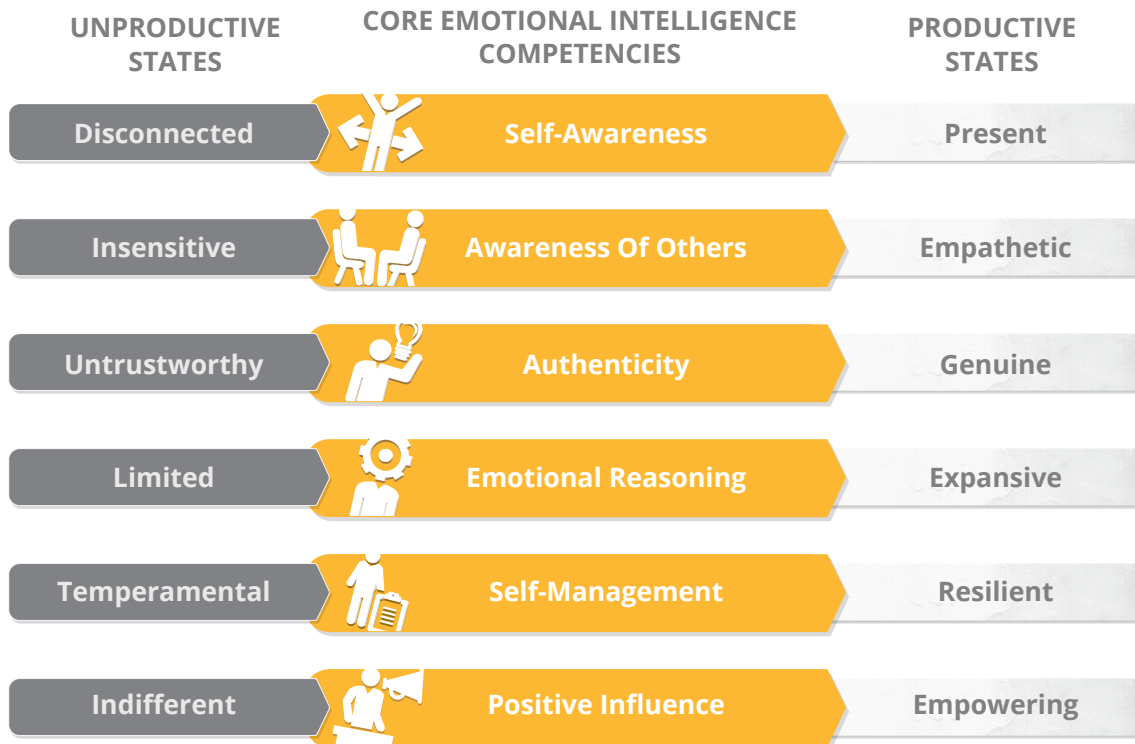 UNPRODUCTIVE
STATES
CORE EMOTIONAL INTELLIGENCE
COMPETENCIES
PRODUCTIVE
STATES
Disconnected
Self-Awareness
Present
Insensitive
Awareness Of Others
Empathetic
Untrustworthy
Authenticity
Genuine
Limited
Emotional Reasoning
Expansive
Temperamental
Self-Management
Resilient
Indifferent
Positive Influence
Empowering